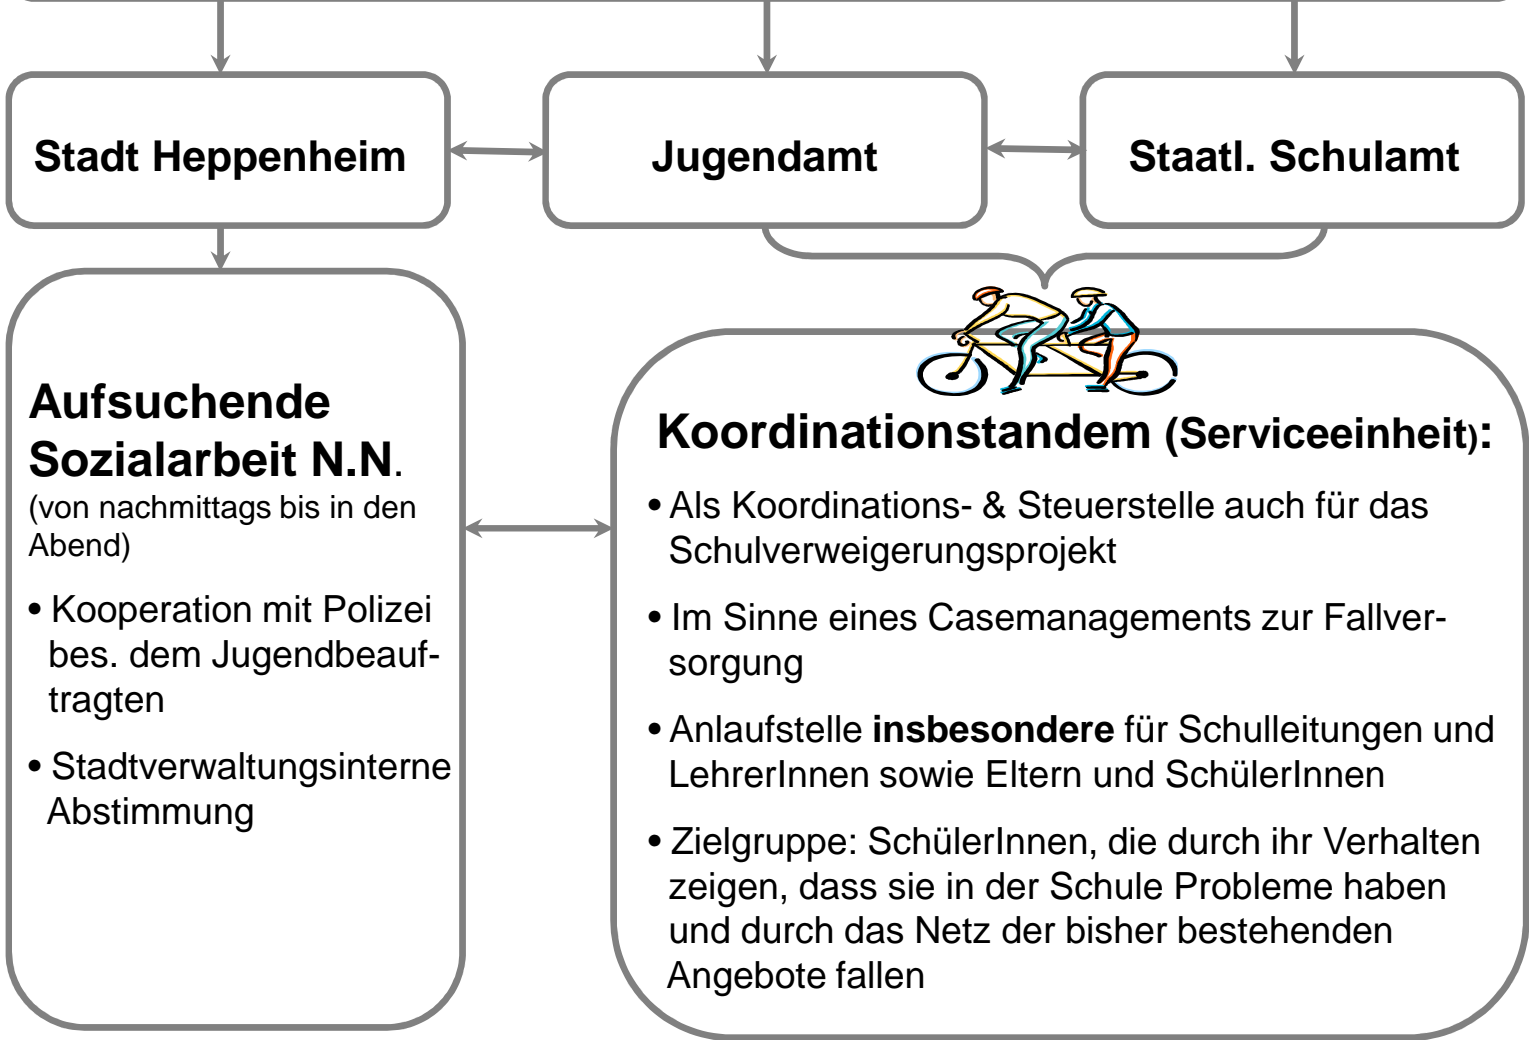 Stadt Heppenheim
Jugendamt
Staatl. Schulamt
Aufsuchende
Sozialarbeit N.N.
(von nachmittags bis in den
Abend)
• Kooperation mit Polizei
bes. dem Jugendbeauf-
tragten
• Stadtverwaltungsinterne
Abstimmung
Koordinationstandem (Serviceeinheit):
• Als Koordinations- & Steuerstelle auch für das
Schulverweigerungsprojekt
• Im Sinne eines Casemanagements zur Fallver-
sorgung
• Anlaufstelle insbesondere für Schulleitungen und
LehrerInnen sowie Eltern und SchülerInnen
• Zielgruppe: SchülerInnen, die durch ihr Verhalten
zeigen, dass sie in der Schule Probleme haben
und durch das Netz der bisher bestehenden
Angebote fallen